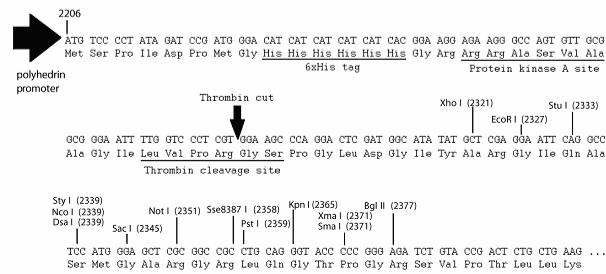 2206
ATG TCC CCT ATA GAT CCG ATG GGA CAT CAT CAT CAT CAT CAC GGA AGG AGA AGG GCC AGT GTT GCG
Met Ser Pro Ile Asp Pro Met Gly His His His His His His Gly Arg Arg Arg Ala Ser Val Ala
6xHis tag
Protein kinase A site
polyhedrin
promoter
Thrombin cut
Xho I (2321)
EcoR I (2327)
Stu I (2333)
GCG GGA ATT TTG GTC CCT CGT GGA AGC CCA GGA CTC GAT GGC ATA TAT GCT CGA GGA ATT CAG GCC
Ala Gly Ile Leu Val Pro Arg Gly Ser Pro Gly Leu Asp Gly Ile Tyr Ala Arg Gly Ile Gln Ala
Thrombin cleavage site
Sty I (2339)
Nco I (2339)
Dsa I (2339)
Sac I (2345)
Not I (2351)
Sse8387 I (2358)
Pst I (2359)
Kpn I(2365)
Xma I (2371)
Sma I (2371)
Bgl II (2377)
TCC ATG GGA GCT CGC GGC CGC CTG CAG GGT ACC CCC GGG AGA TCT GTA CCG ACT CTG CTG AAG ...
Ser Met Gly Ala Arg Gly Arg Leu Gln Gly Thr Pro Gly Arg Ser Val Pro Thr Leu Leu Lys